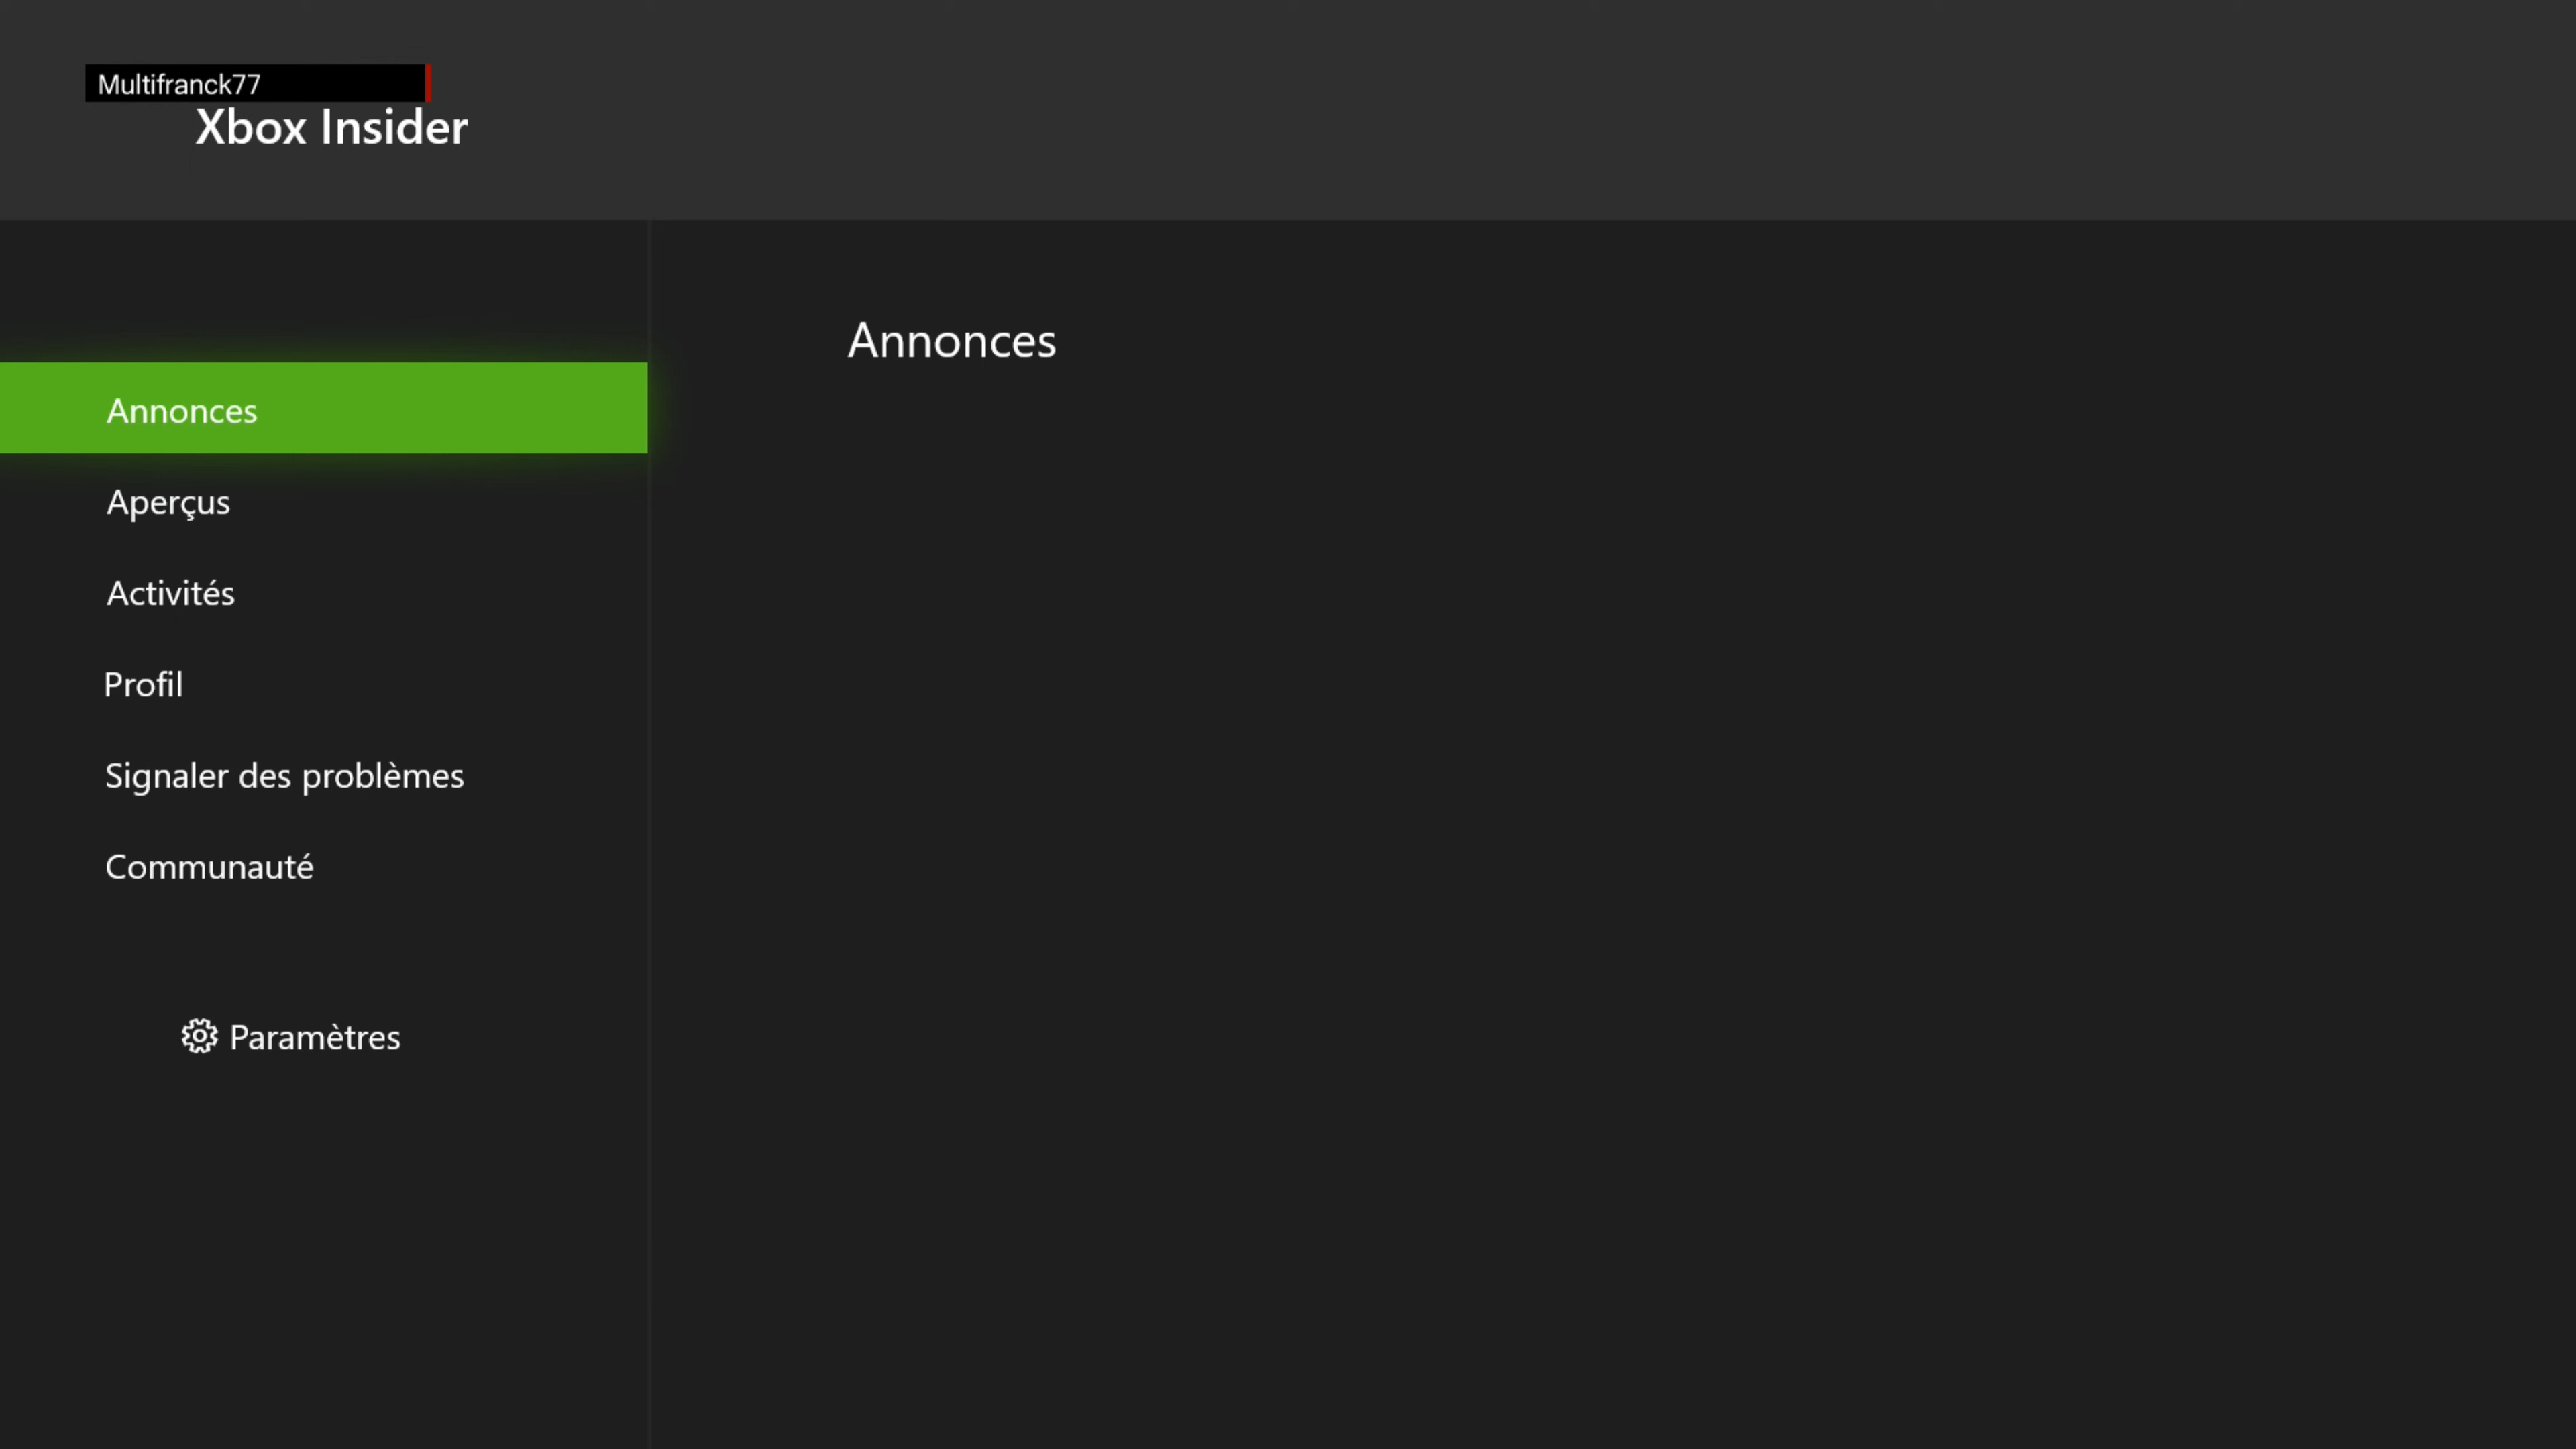 Multifranck77
Xbox Insider
Annonces
Aperçus
Activités
Profil
Signaler des problèmes
Communauté
Paramètres
Annonces